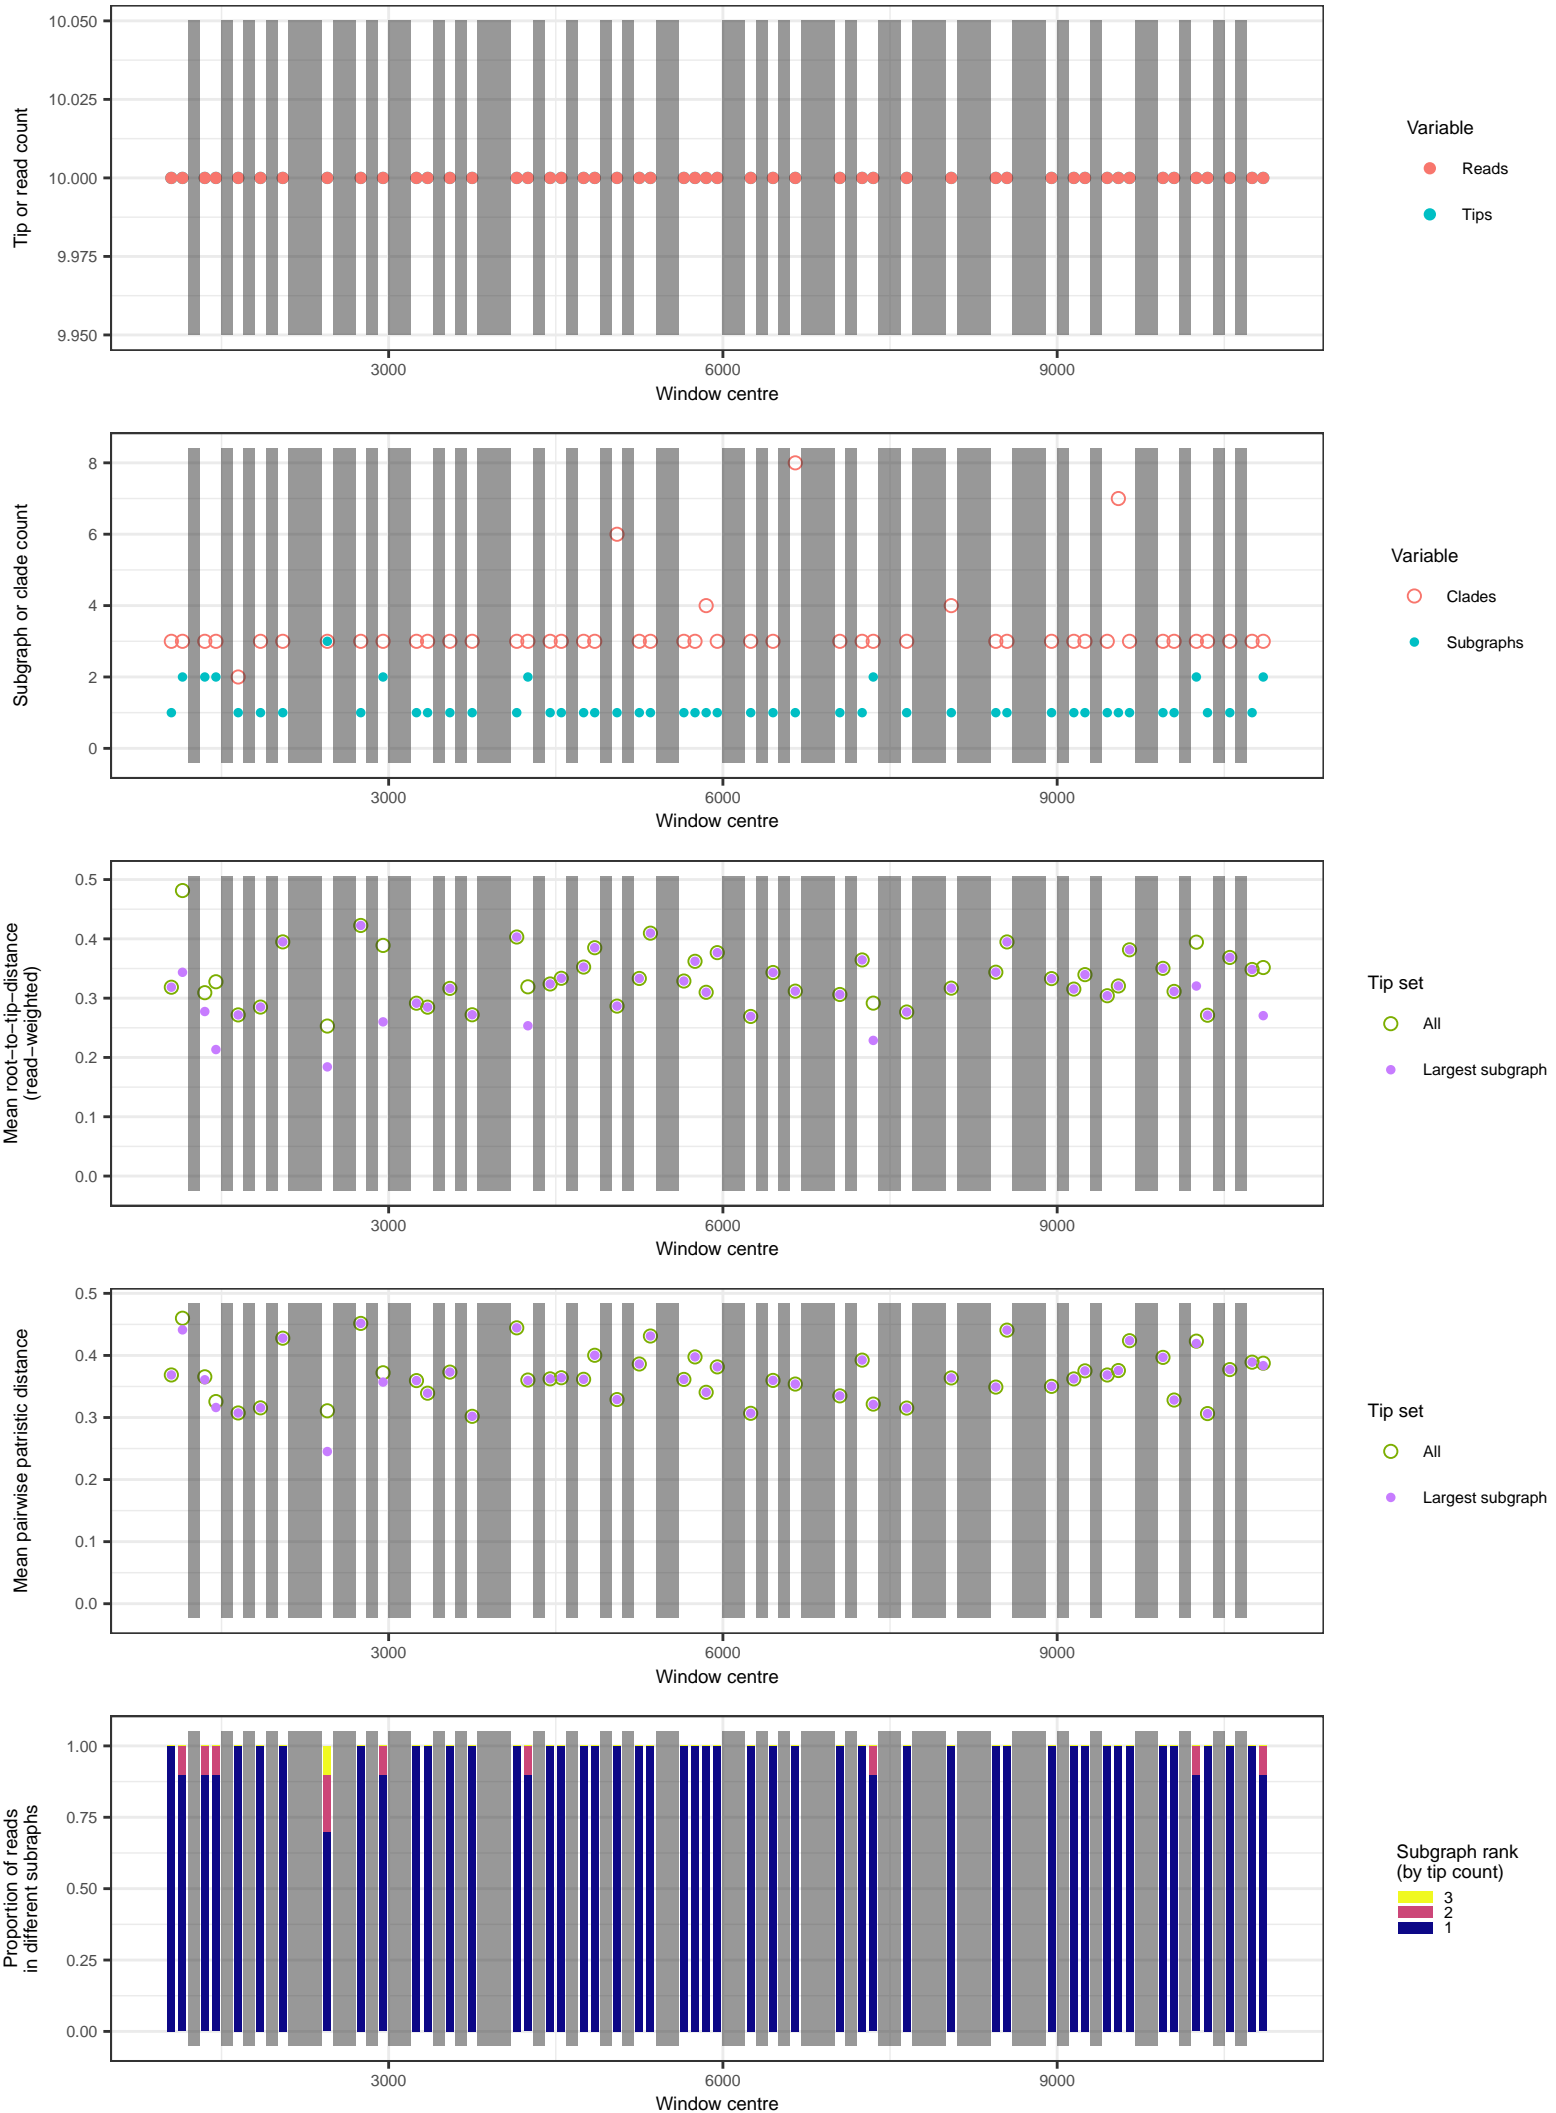 10.050
10.025
10.000
9.975
9.950
Tip or read count
3000
6000
9000
Window centre
Variable
Reads
Tips
8
6
4
2
0
Subgraph or clade count
3000
6000
9000
Window centre
Variable
Clades
Subgraphs
0.5
0.4
0.3
0.2
0.1
0.0
Mean root−to−tip−distance
(read−weighted)
3000
6000
9000
Window centre
Tip set
All
Largest subgraph
0.5
0.4
0.3
0.2
0.1
0.0
Mean pairwise patristic distance
3000
6000
9000
Window centre
Tip set
All
Largest subgraph
1.00
0.75
0.50
0.25
0.00
Proportion of reads
in different subraphs
3000
6000
9000
Window centre
Subgraph rank
(by tip count)
3
2
1